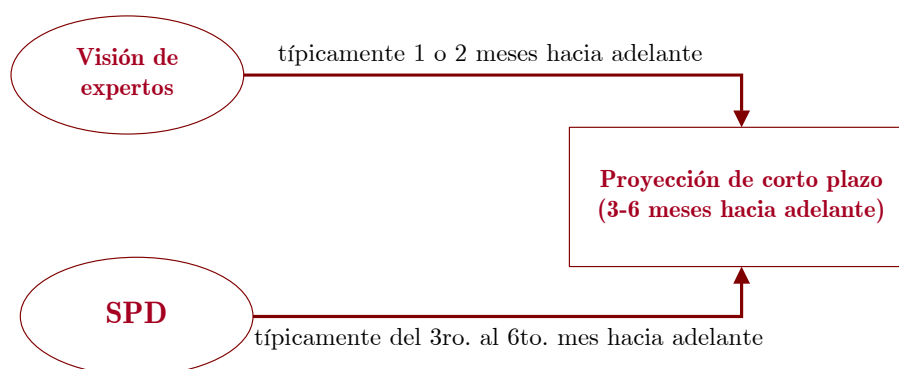 Visión de
expertos
típicamente 1 o 2 meses hacia adelante
Proyección de corto plazo
(3-6 meses hacia adelante)
SPD
típicamente del 3ro. al 6to. mes hacia adelante